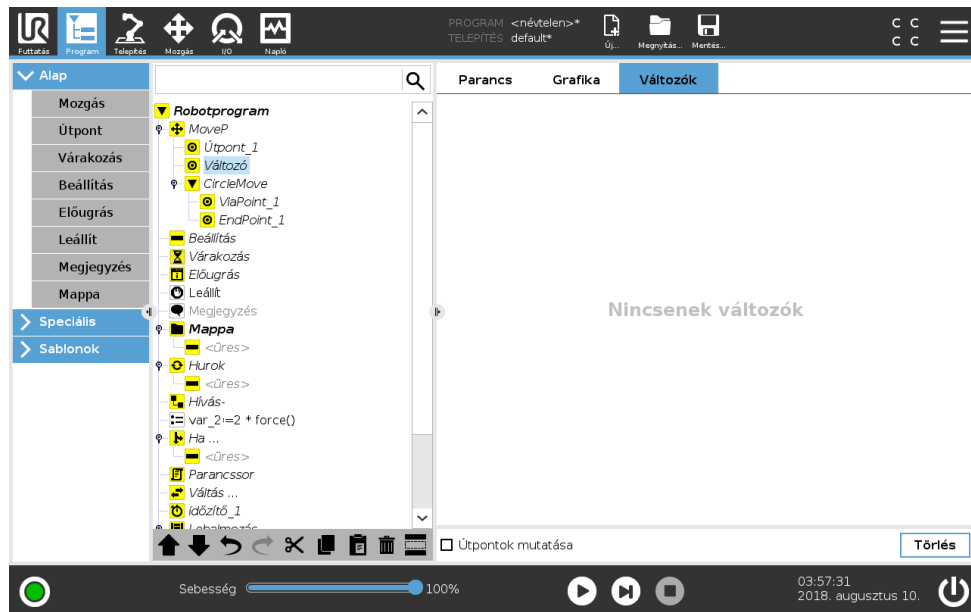 PROGRAM <névtelen>*
TELEPÍTÉS default*
Futtatás Program Telepítés Mozgás I/O Napló Új... Megnyitás... Mentés...
C C
C C
Alap
Mozgás
Útpont
Várakozás
Beállítás
Előugrás
Leállít
Megjegyzés
Mappa
Speciális
Sablonok
Robotprogram
MoveP
Útpont_1
Változó
CircleMove
ViaPoint_1
EndPoint_1
Beállítás
Várakozás
Előugrás
Leállít
Megjegyzés
Mappa
<üres>
Hurok
<üres>
Hívás-
var_2:=2 * force()
Ha ...
<üres>
Parancssor
Váltás ...
időzítő_1
Lehalmozás
Parancs Grafika Változók
Nincsenek változók
Útpontok mutatása Törlés
Sebesség 100%
03:57:31
2018. augusztus 10.